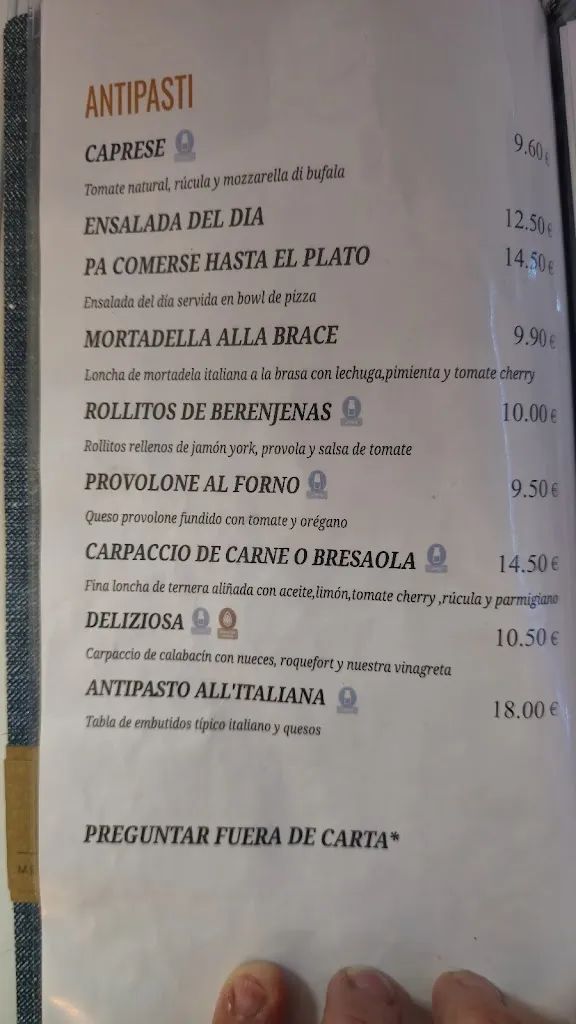 ANTIPASTI
CAPRESE 9.60€
Tomate natural, rúcula y mozzarella di bufala
ENSALADA DEL DIA 12.50€
PA COMERSE HASTA EL PLATO 14.50€
Ensalada del día servida en bowl de pizza
MORTADELLA ALLA BRACE 9.90€
Loncha de mortadela italiana a la brasa con lechuga,pimienta y tomate cherry
ROLLITOS DE BERENJENAS 10.00€
Rollitos rellenos de jamón york, provola y salsa de tomate
PROVOLONE AL FORNO 9.50€
Queso provolone fundido con tomate y orégano
CARPACCIO DE CARNE O BRESAOLA 14.50€
Fina loncha de ternera aliñada con aceite,limón,tomate cherry ,rúcula y parmigiano
DELIZIOSA 10.50€
Carpaccio de calabacín con nueces, roquefort y nuestra vinagreta
ANTIPASTO ALL'ITALIANA 18.00€
Tabla de embutidos típico italiano y quesos
PREGUNTAR FUERA DE CARTA*